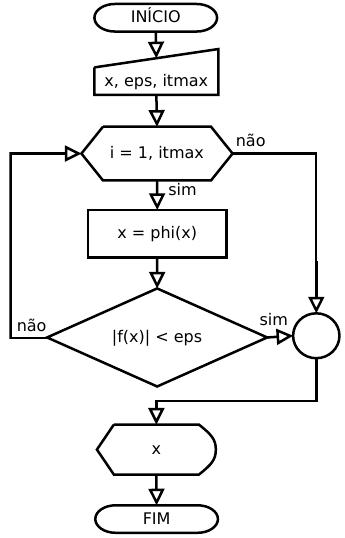 INÍCIO
x, eps, itmax
i = 1, itmax
não
sim
x = phi(x)
não
|f(x)| < eps
sim
x
FIM